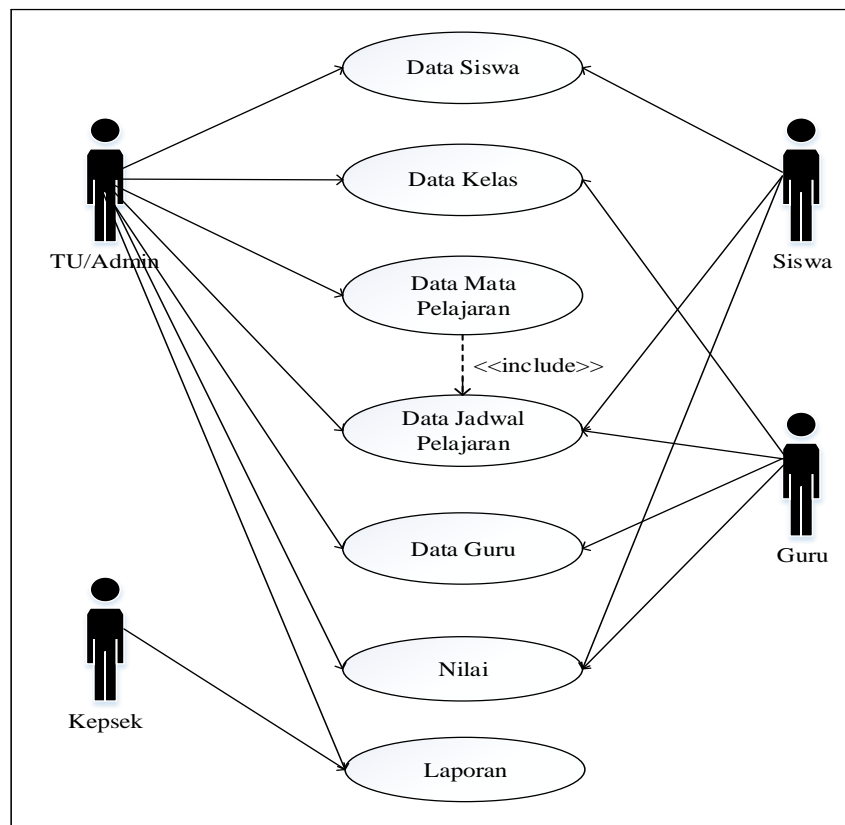 Data Siswa
Data Kelas
TU/Admin
Siswa
Data Mata
Pelajaran
<<include>>
Data Jadwal
Pelajaran
Data Guru
Guru
Nilai
Kepsek
Laporan